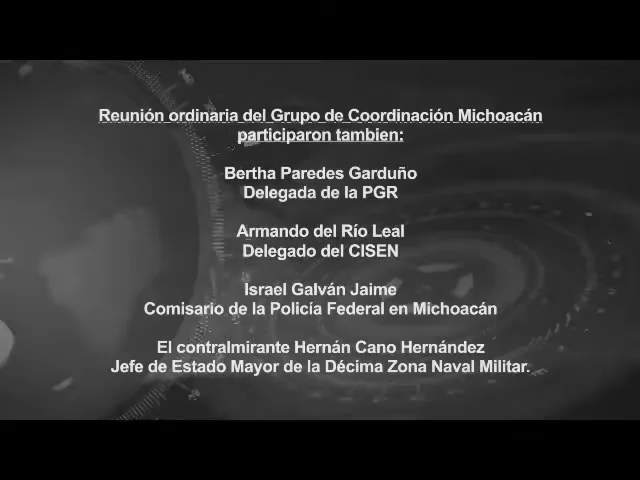 Reunión ordinaria del Grupo de Coordinación Michoacán
participaron tambien:
Bertha Paredes Garduño
Delegada de la PGR
Armando del Río Leal
Delegado del CISEN
Israel Galván Jaime
Comisario de la Policía Federal en Michoacán
El contralmirante Hernán Cano Hernández
Jefe de Estado Mayor de la Décima Zona Naval Militar.